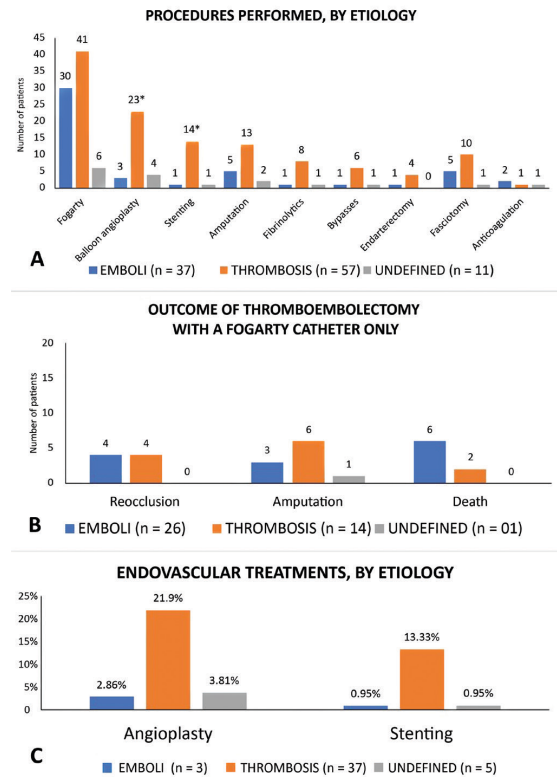 PROCEDURES PERFORMED, BY ETIOLOGY
Number of patients
45
40
35
30
25
20
15
10
5
0
30 41 6
3 23* 4
1 14* 1
5 13 2
1 8 1
1 6 1
1 4 0
5 10 1
2 1 1
Fogarty
Balloon angioplasty
Stenting
Amputation
Fibrinolytics
Bypasses
Endarterectomy
Fasciotomy
Anticoagulation
A
EMBOLI (n = 37) THROMBOSIS (n = 57) UNDEFINED (n = 11)
OUTCOME OF THROMBOEMBOLECTOMY
WITH A FOGARTY CATHETER ONLY
Number of patients
20
15
10
5
0
4 4 0
3 6 1
6 2 0
Reocclusion Amputation Death
B
EMBOLI (n = 26) THROMBOSIS (n = 14) UNDEFINED (n = 01)
ENDOVASCULAR TREATMENTS, BY ETIOLOGY
25%
20%
15%
10%
5%
0
2.86% 21.9% 3.81%
0.95% 13.33% 0.95%
Angioplasty Stenting
C
EMBOLI (n = 3) THROMBOSIS (n = 37) UNDEFINED (n = 5)